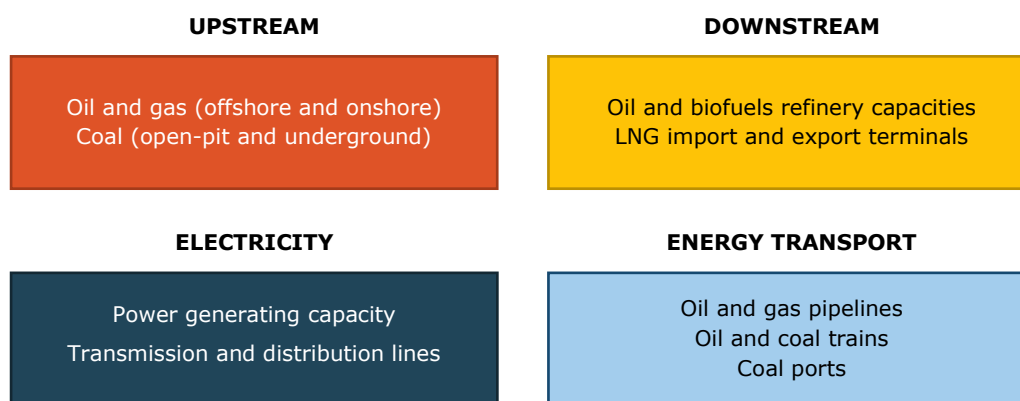 UPSTREAM
Oil and gas (offshore and onshore)
Coal (open-pit and underground)
DOWNSTREAM
Oil and biofuels refinery capacities
LNG import and export terminals
ELECTRICITY
Power generating capacity
Transmission and distribution lines
ENERGY TRANSPORT
Oil and gas pipelines
Oil and coal trains
Coal ports